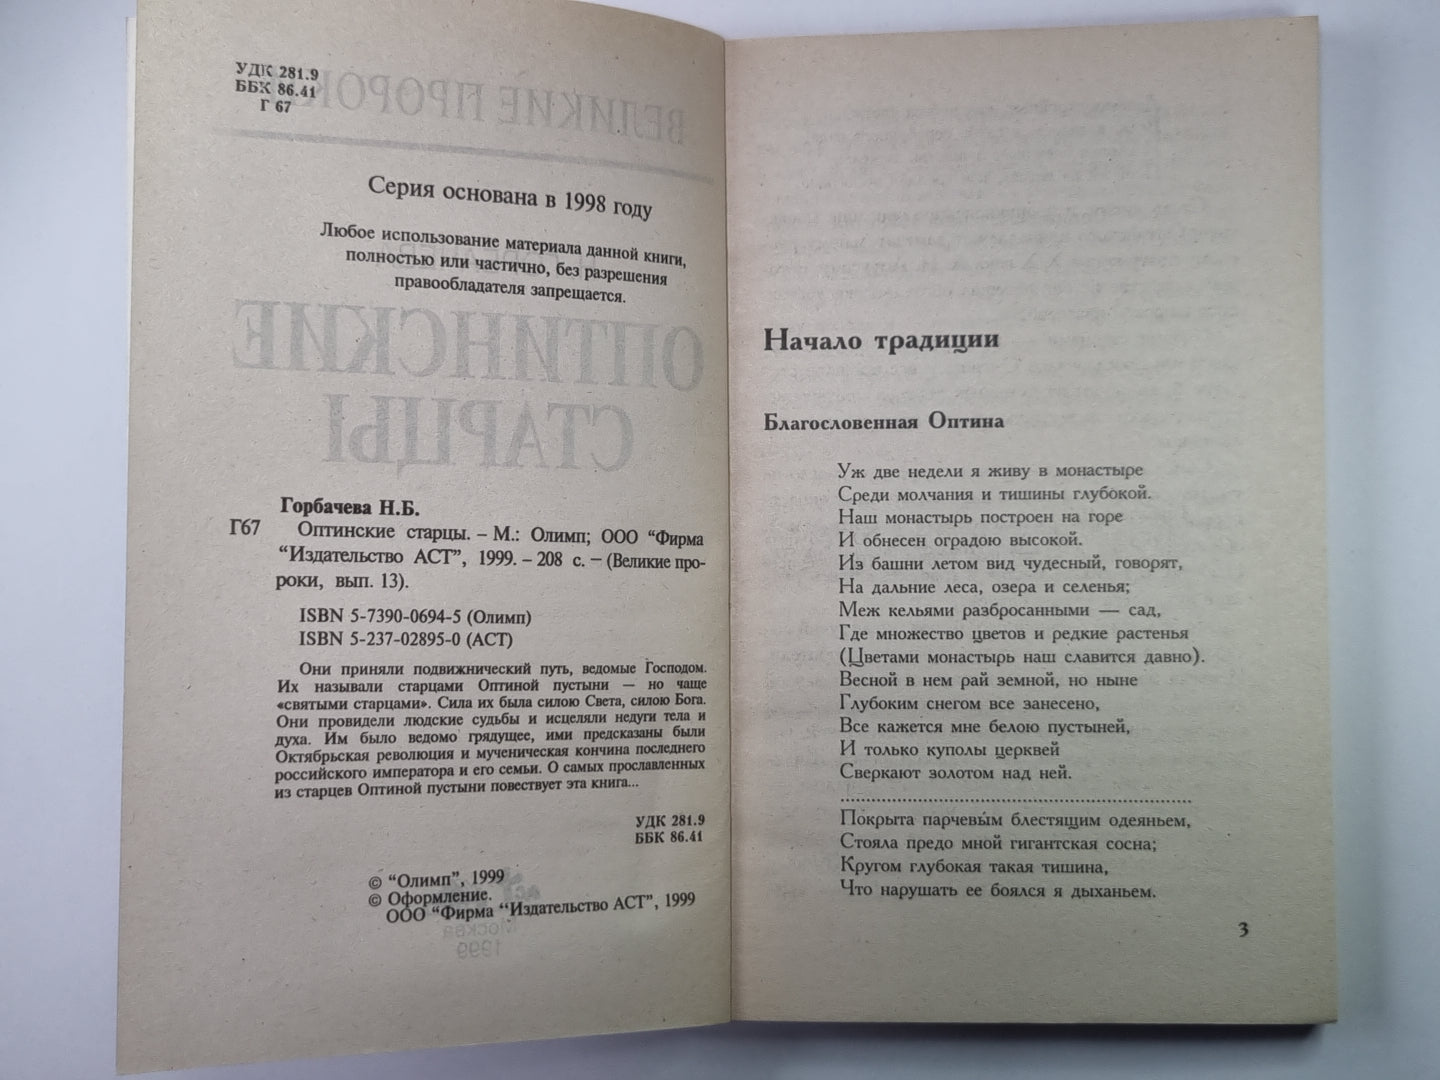 УДК 281.9
ББК 86.41
Г 67
Серия основана в 1998 году
Любое использование материала данной книги,
полностью или частично, без разрешения
правообладателя запрещается.
Горбачева Н.Б.
Г67 Оптинские старцы. – М.: Олимп; ООО “Фирма
“Издательство АСТ”, 1999. – 208 с. – (Великие про-
роки, вып. 13).
ISBN 5-7390-0694-5 (Олимп)
ISBN 5-237-02895-0 (АСТ)
Они приняли подвижнический путь, ведомые Господом.
Их называли старцами Оптиной пустыни — но чаще
«святыми старцами». Сила их была силою Света, силою Бога.
Они провидели людские судьбы и исцеляли недуги тела и
духа. Им было ведомо грядущее, ими предсказаны были
Октябрьская революция и мученическая кончина последнего
российского императора и его семьи. О самых прославленных
из старцев Оптиной пустыни повествует эта книга...
УДК 281.9
ББК 86.41
© “Олимп”, 1999
© Оформление.
ООО “Фирма “Издательство АСТ”, 1999
Начало традиции
Благословенная Оптина
Уж две недели я живу в монастыре
Среди молчания и тишины глубокой.
Наш монастырь построен на горе
И обнесен оградою высокой.
Из башни летом вид чудесный, говорят,
На дальние леса, озера и селенья;
Меж кельями разбросанными — сад,
Где множество цветов и редкие растенья
(Цветами монастырь наш славится давно).
Весной в нем рай земной, но ныне
Глубоким снегом все занесено,
Все кажется мне белою пустыней,
И только куполы церквей
Сверкают золотом над ней.
......................................................................
Покрыта парчевым блестящим одеяньем,
Стояла предо мной гигантская сосна;
Кругом глубокая такая тишина,
Что нарушать ее боялся я дыханьем.
3